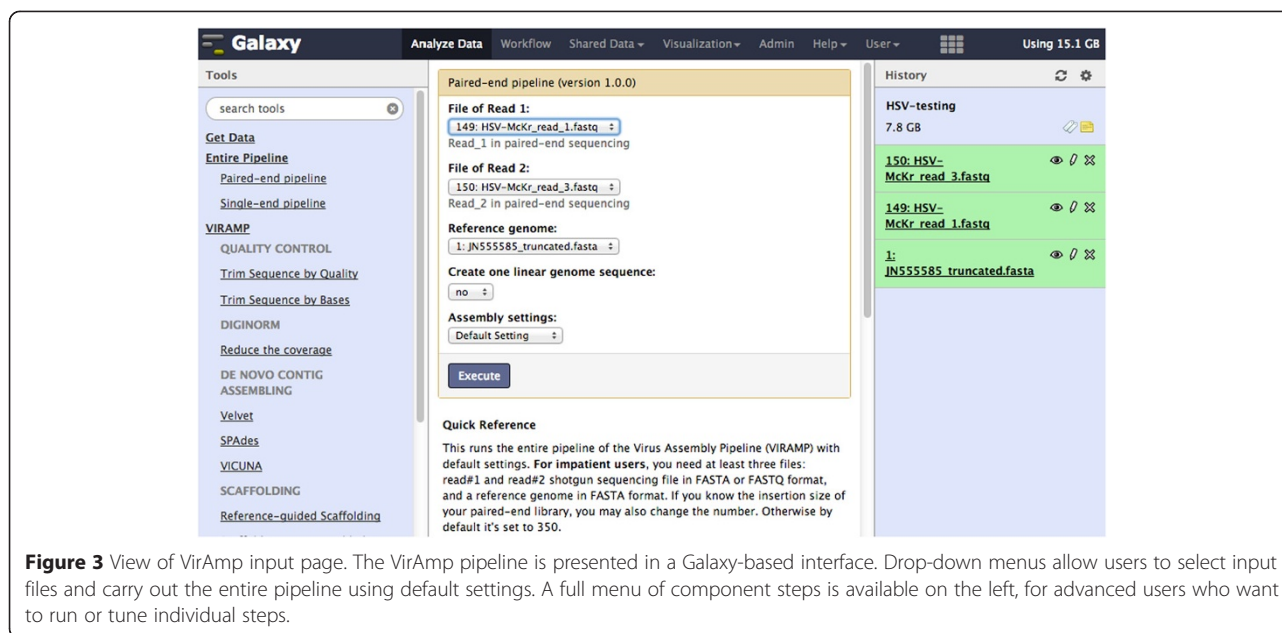 Galaxy
Analyze Data Workflow Shared Data Visualization Admin Help User Using 15.1 GB
Tools
search tools
Get Data
Entire Pipeline
Paired-end pipeline
Single-end pipeline
VIRAMP
QUALITY CONTROL
Trim Sequence by Quality
Trim Sequence by Bases
DIGINORM
Reduce the coverage
DE NOVO CONTIG
ASSEMBLING
Velvet
SPAdes
VICUNA
SCAFFOLDING
Reference-guided Scaffolding
Paired-end pipeline (version 1.0.0)
File of Read 1:
149: HSV-McKr_read_1.fastq
Read_1 in paired-end sequencing
File of Read 2:
150: HSV-McKr_read_3.fastq
Read_2 in paired-end sequencing
Reference genome:
1: JN555585_truncated.fasta
Create one linear genome sequence:
no
Assembly settings:
Default Setting
Execute
Quick Reference
This runs the entire pipeline of the Virus Assembly Pipeline (VIRAMP) with
default settings. For impatient users, you need at least three files:
read#1 and read#2 shotgun sequencing file in FASTA or FASTQ format,
and a reference genome in FASTA format. If you know the insertion size of
your paired-end library, you may also change the number. Otherwise by
default it's set to 350.
History
HSV-testing
7.8 GB
150: HSV-
McKr_read_3.fastq
149: HSV-
McKr_read_1.fastq
1:
JN555585_truncated.fasta
Figure 3 View of VirAmp input page. The VirAmp pipeline is presented in a Galaxy-based interface. Drop-down menus allow users to select input
files and carry out the entire pipeline using default settings. A full menu of component steps is available on the left, for advanced users who want
to run or tune individual steps.